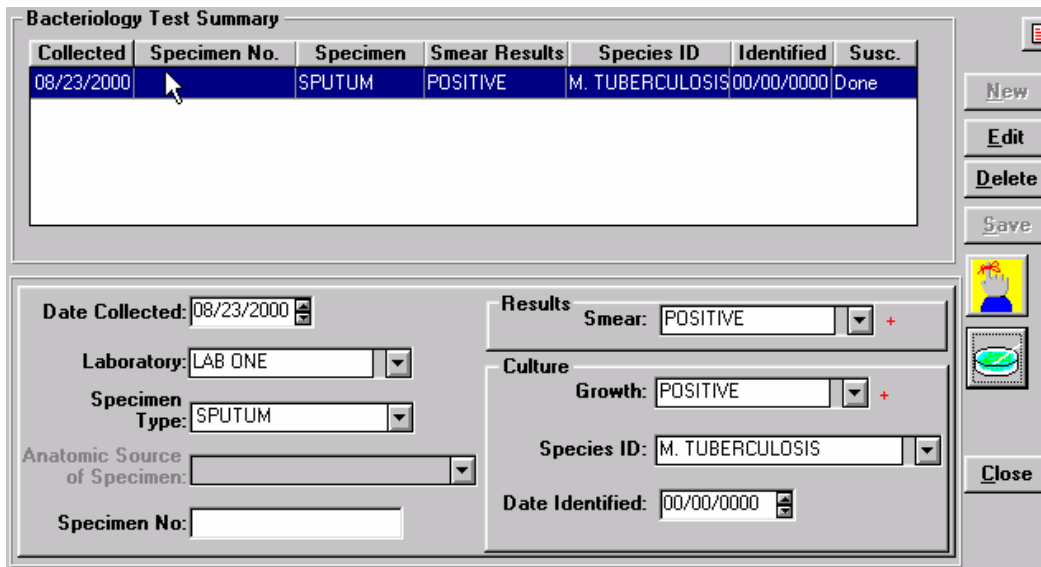 Bacteriology Test Summary
Collected Specimen No. Specimen Smear Results Species ID Identified Susc.
08/23/2000 SPUTUM POSITIVE M. TUBERCULOSIS 00/00/0000 Done
New
Edit
Delete
Save
Date Collected: 08/23/2000
Laboratory: LAB ONE
Specimen
Type: SPUTUM
Anatomic Source
of Specimen:
Specimen No:
Results
Smear: POSITIVE +
Culture
Growth: POSITIVE +
Species ID: M. TUBERCULOSIS
Date Identified: 00/00/0000
Close